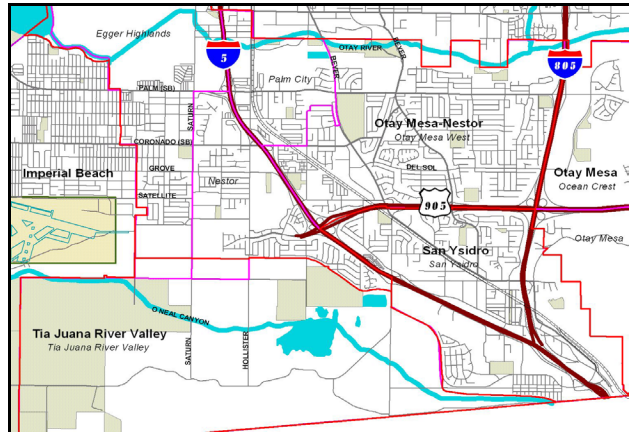 Egger Highlands
5
OTAY RIVER
BEYER
BEYER
805
Palm City
PALM (SB)
SATURN
Otay Mesa-Nestor
Otay Mesa West
CORONADO (SB)
GROVE
DEL SOL
Imperial Beach
Nestor
Otay Mesa
Ocean Crest
SATELLITE
905
Otay Mesa
San Ysidro
San Ysidro
O NEAL CANYON
Tia Juana River Valley
Tia Juana River Valley
SATURN
HOLLISTER